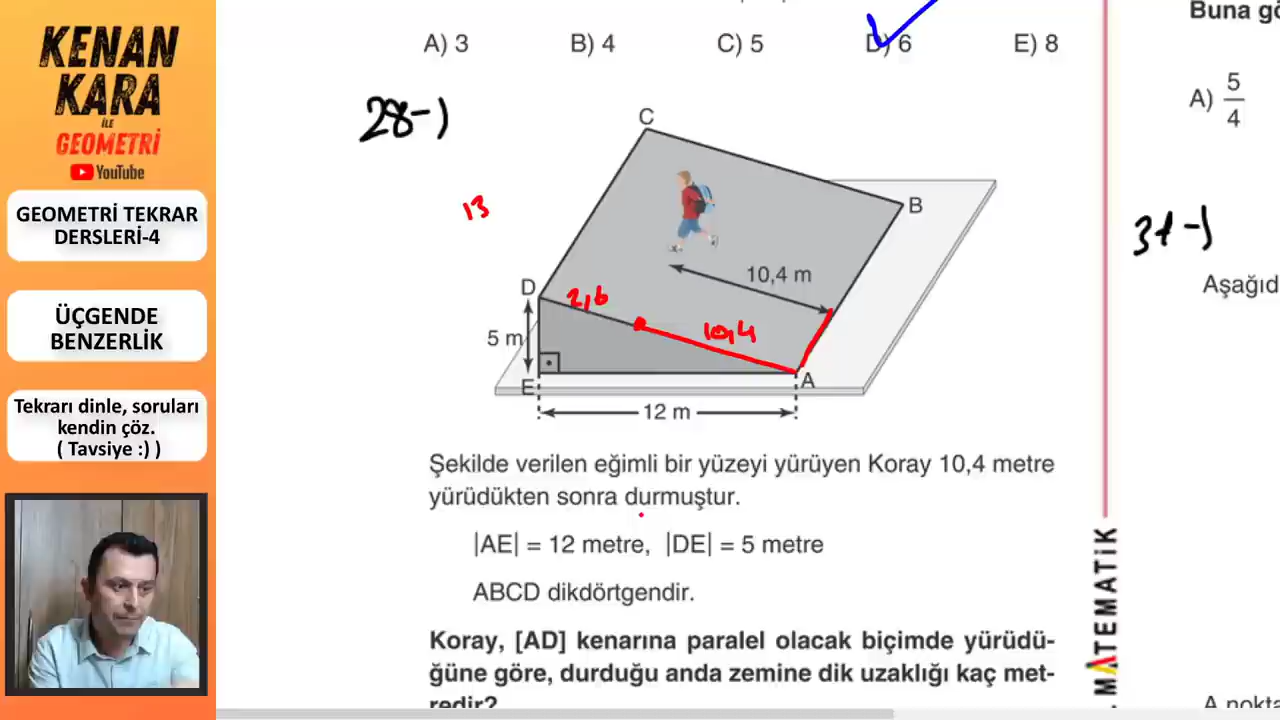 KENAN
KARA
İLE
GEOMETRİ
YouTube
GEOMETRİ TEKRAR
DERSLERİ-4
ÜÇGENDE
BENZERLİK
Tekrarı dinle, soruları
kendin çöz.
( Tavsiye :) )
A) 3 B) 4 C) 5 D) 6 E) 8
28-)
13
C
B
10,4 m
D
2,6
10,4
5 m
A
E
12 m
Şekilde verilen eğimli bir yüzeyi yürüyen Koray 10,4 metre
yürüdükten sonra durmuştur.
|AE| = 12 metre, |DE| = 5 metre
ABCD dikdörtgendir.
Koray, [AD] kenarına paralel olacak biçimde yürüdü-
ğüne göre, durduğu anda zemine dik uzaklığı kaç met-
redir?
MATEMATİK
Buna gö
A) 5/4
31-)
Aşağıd
A nokta